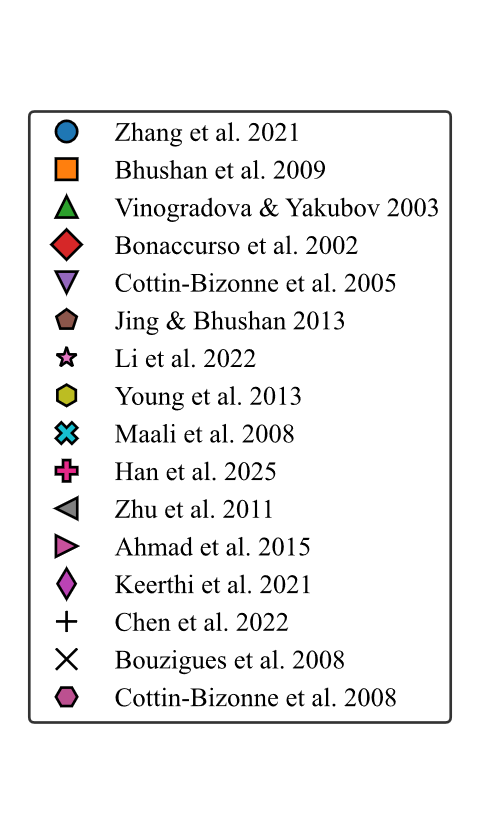 Zhang et al. 2021
Bhushan et al. 2009
Vinogradova & Yakubov 2003
Bonaccurso et al. 2002
Cottin-Bizonne et al. 2005
Jing & Bhushan 2013
Li et al. 2022
Young et al. 2013
Maali et al. 2008
Han et al. 2025
Zhu et al. 2011
Ahmad et al. 2015
Keerthi et al. 2021
Chen et al. 2022
Bouzigues et al. 2008
Cottin-Bizonne et al. 2008